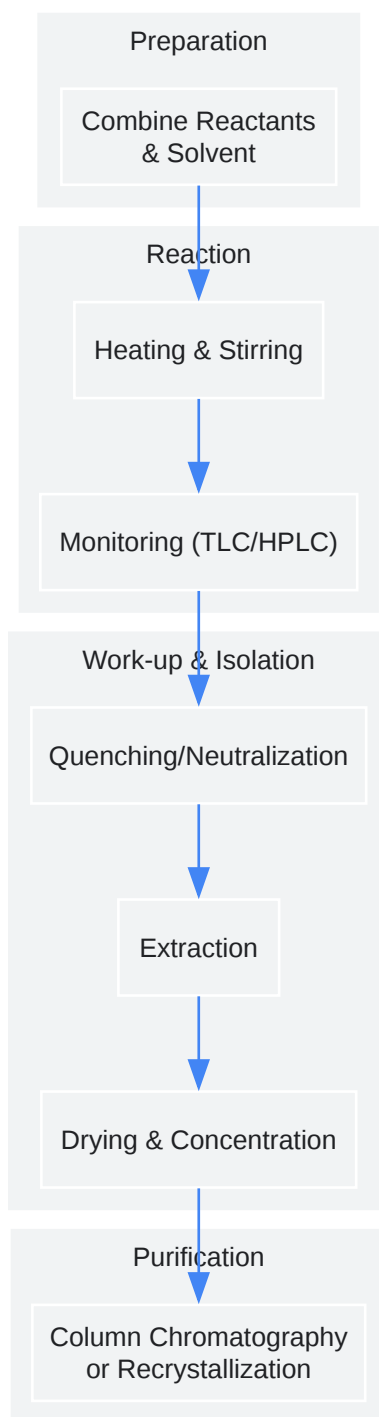 Preparation
Combine Reactants
& Solvent
Reaction
Heating & Stirring
Monitoring (TLC/HPLC)
Work-up & Isolation
Quenching/Neutralization
Extraction
Drying & Concentration
Purification
Column Chromatography
or Recrystallization